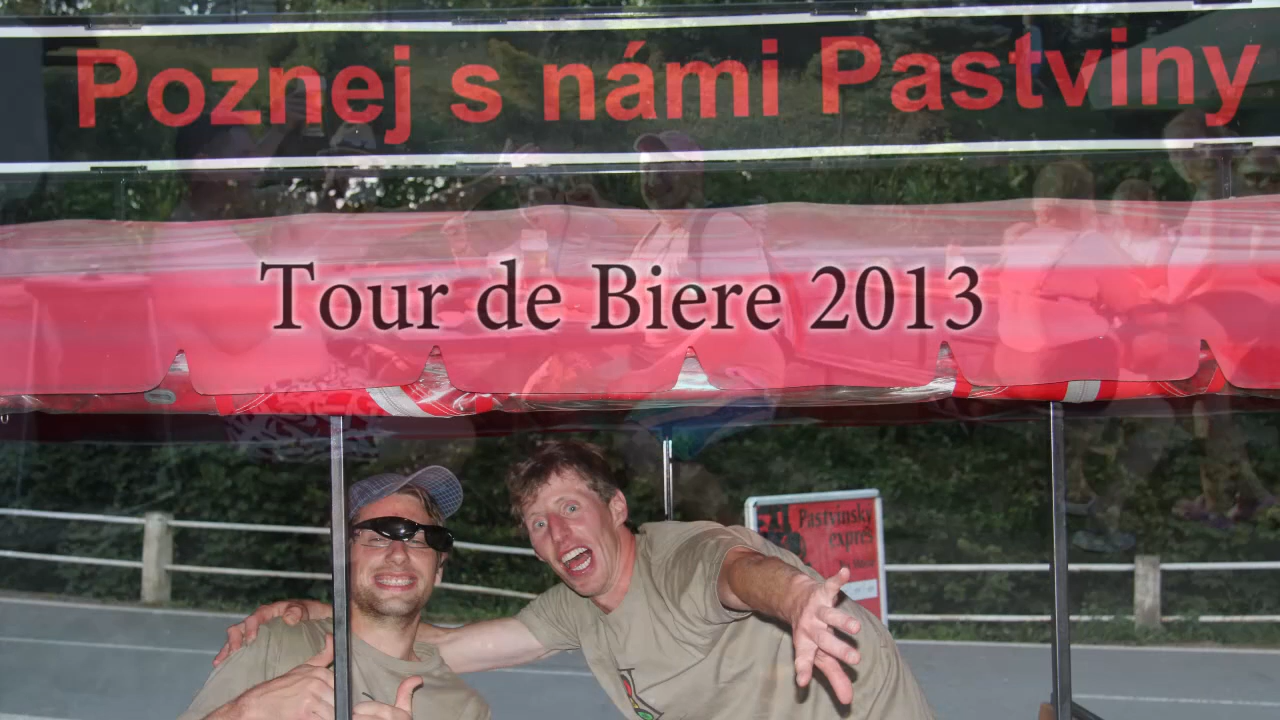 Poznej s námi Pastviny
Tour de Biere 2013
Pastvinský
expres